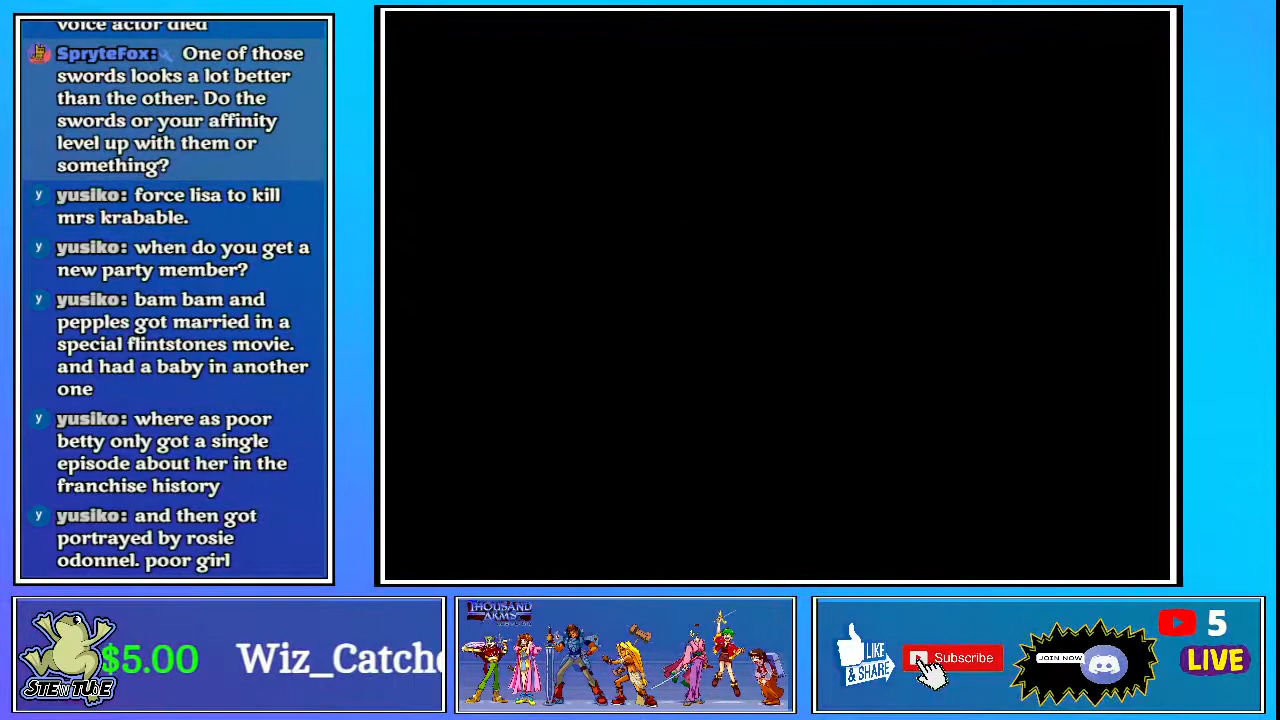 voice actor died
SpryteFox: One of those
swords looks a lot better
than the other. Do the
swords or your affinity
level up with them or
something?
y yusiko: force lisa to kill
mrs krabable.
y yusiko: when do you get a
new party member?
y yusiko: bam bam and
pepples got married in a
special flintstones movie.
and had a baby in another
one
y yusiko: where as poor
betty only got a single
episode about her in the
franchise history
y yusiko: and then got
portrayed by rosie
odonnel. poor girl
STEW TUBE
$5.00 Wiz_Catche
THOUSAND
ARMS
LIKE
& SHARE
Subscribe
JOIN NOW
5
LIVE